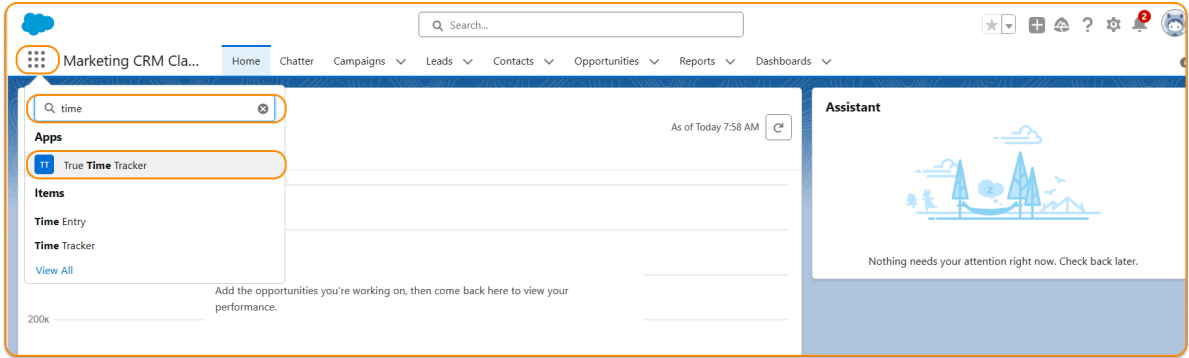 Search...
2
Marketing CRM Cla...
Home
Chatter
Campaigns
Leads
Contacts
Opportunities
Reports
Dashboards
time
Apps
TT True Time Tracker
Items
Time Entry
Time Tracker
View All
As of Today 7:58 AM
Add the opportunities you're working on, then come back here to view your
performance.
200K
Assistant
z
Nothing needs your attention right now. Check back later.